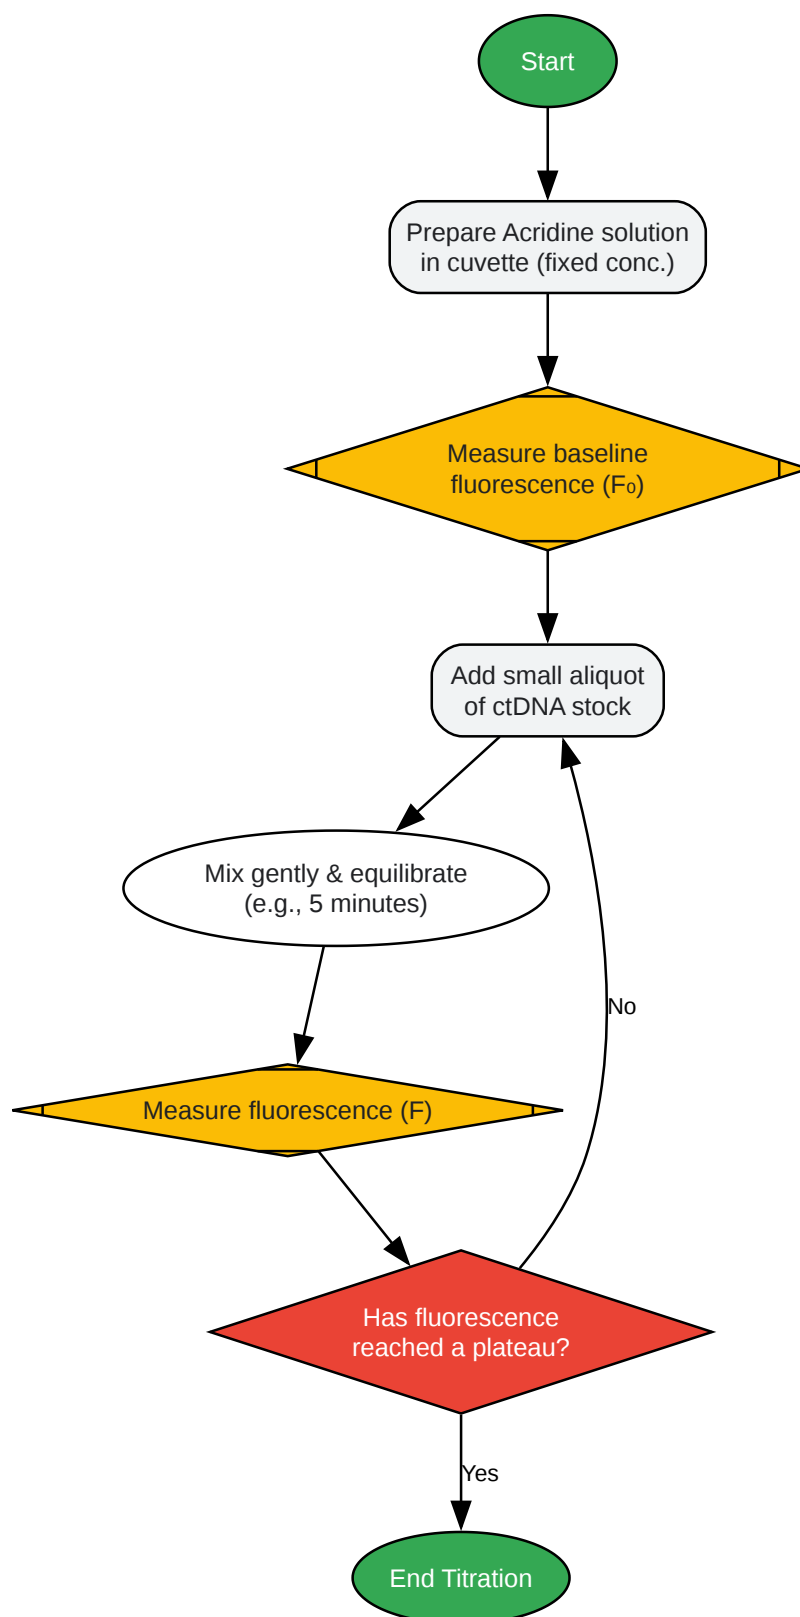 Start
Prepare Acridine solution
in cuvette (fixed conc.)
Measure baseline
fluorescence (F₀)
Add small aliquot
of ctDNA stock
Mix gently & equilibrate
(e.g., 5 minutes)
No
Measure fluorescence (F)
Has fluorescence
reached a plateau?
Yes
End Titration